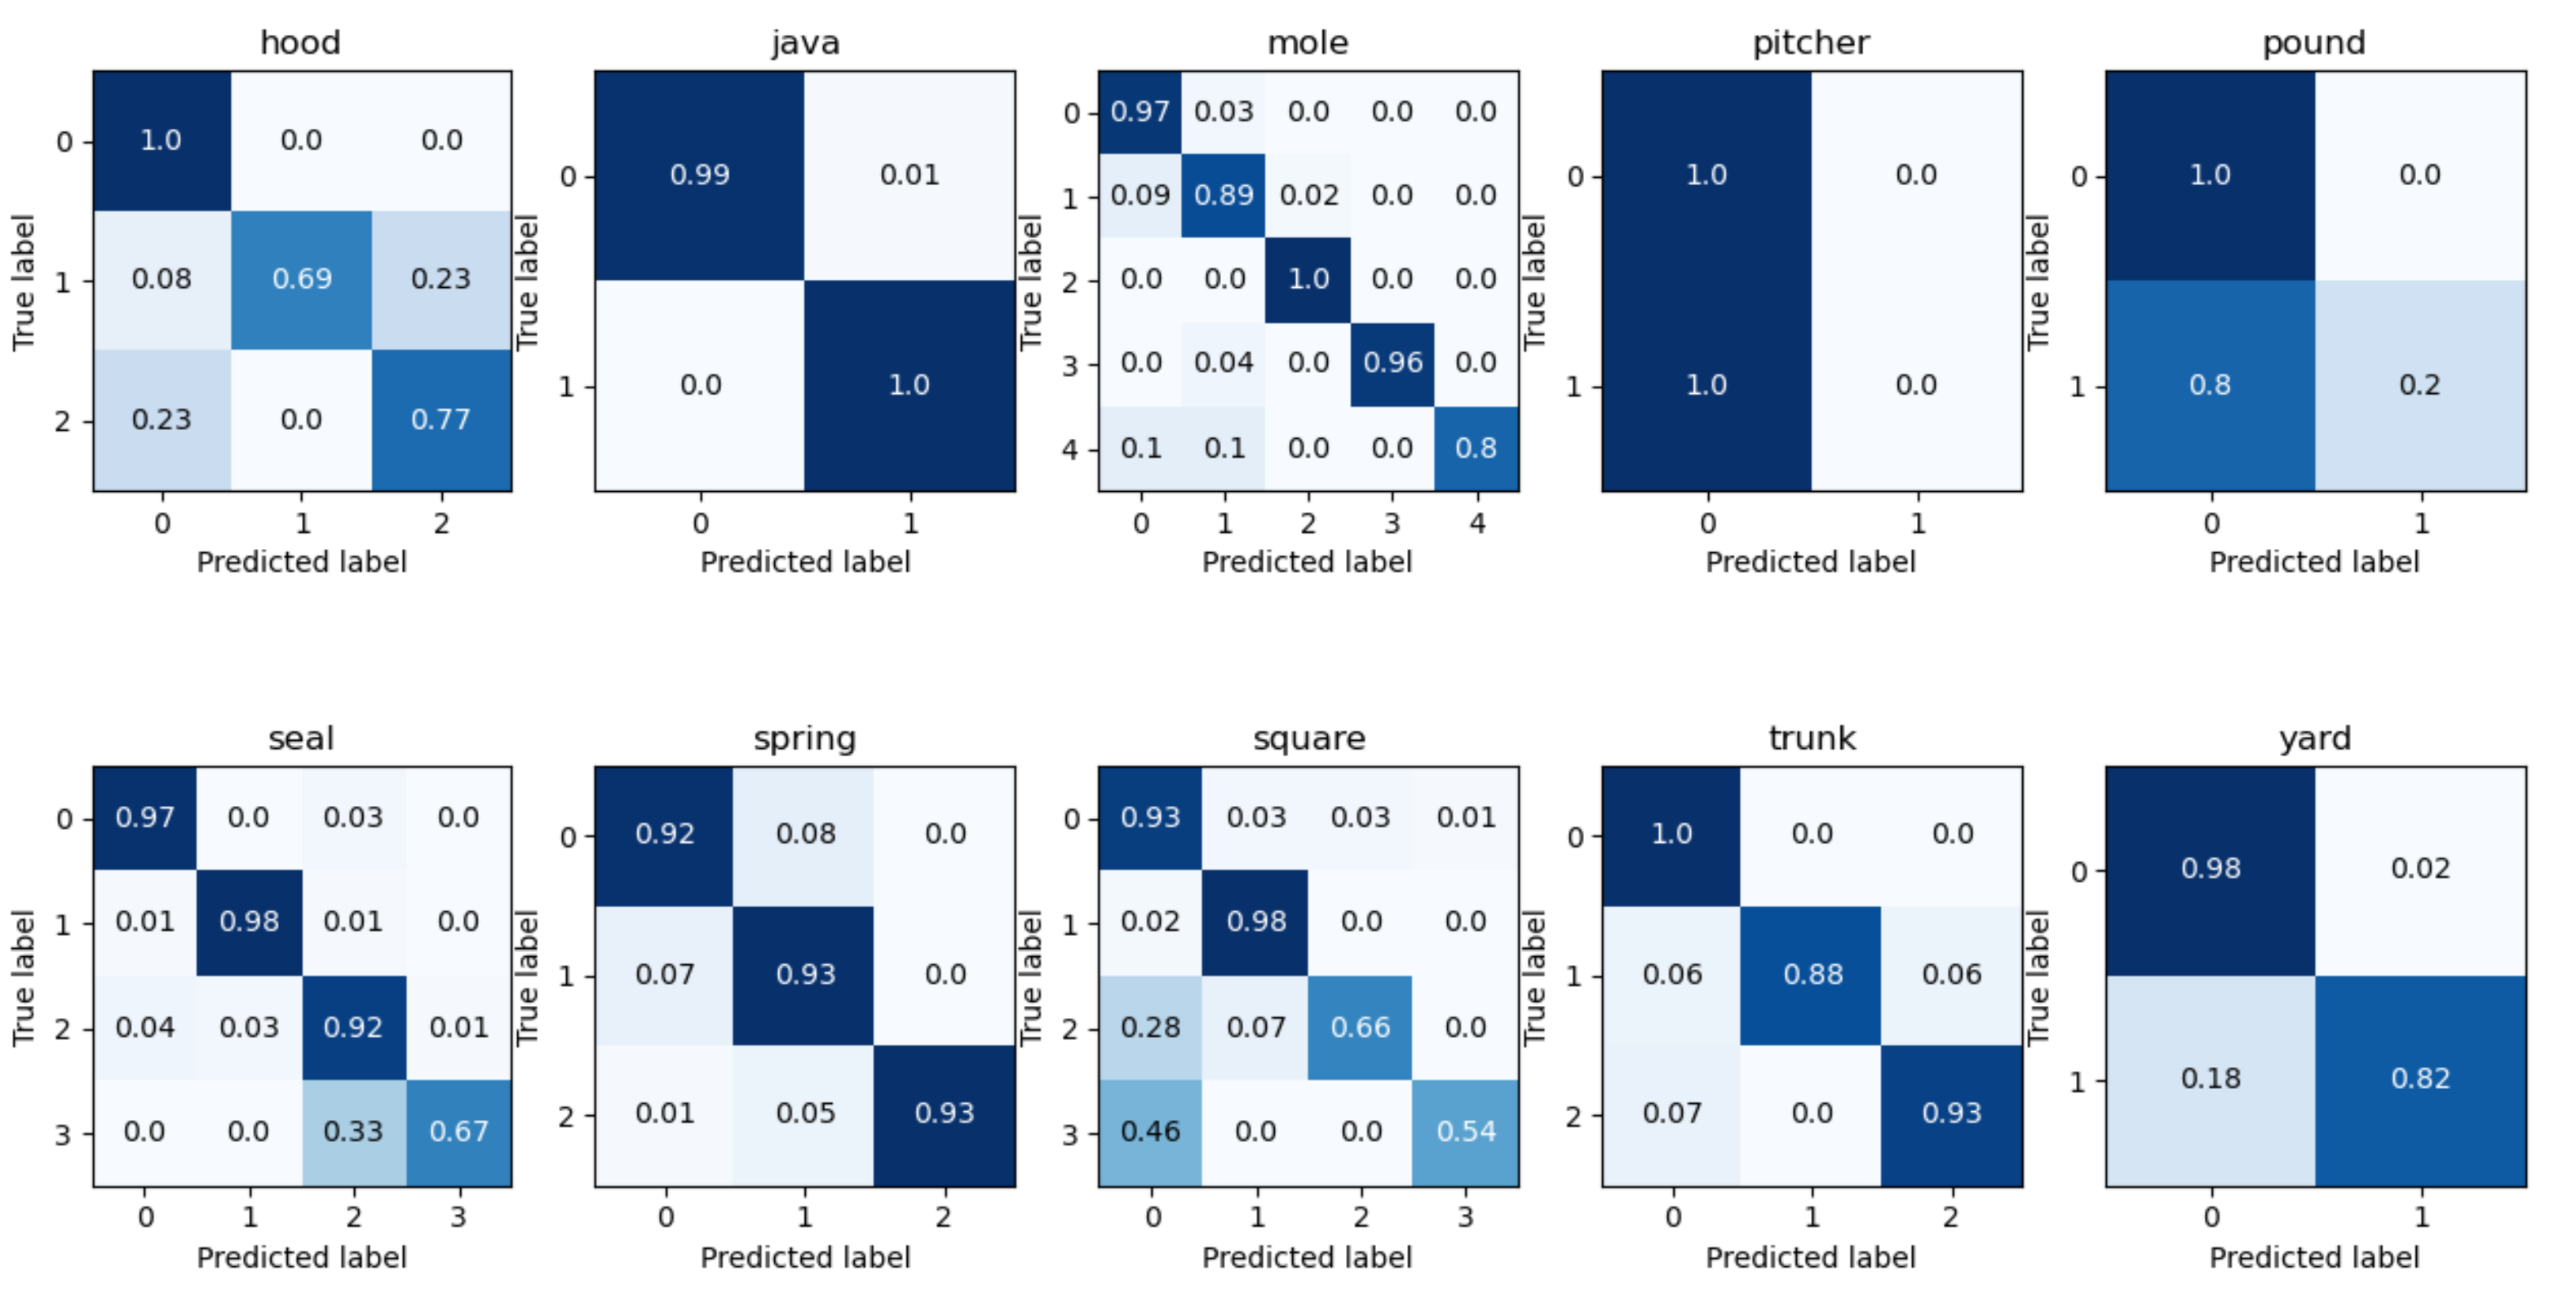 hood
0 1.0 0.0 0.0
1 0.08 0.69 0.23
2 0.23 0.0 0.77
0 1 2
True label
Predicted label
java
0 0.99 0.01
1 0.0 1.0
0 1
True label
Predicted label
mole
0 0.97 0.03 0.0 0.0 0.0
1 0.09 0.89 0.02 0.0 0.0
2 0.0 0.0 1.0 0.0 0.0
3 0.0 0.04 0.0 0.96 0.0
4 0.1 0.1 0.0 0.0 0.8
0 1 2 3 4
True label
Predicted label
pitcher
0 1.0 0.0
1 1.0 0.0
0 1
True label
Predicted label
pound
0 1.0 0.0
1 0.8 0.2
0 1
True label
Predicted label
seal
0 0.97 0.0 0.03 0.0
1 0.01 0.98 0.01 0.0
2 0.04 0.03 0.92 0.01
3 0.0 0.0 0.33 0.67
0 1 2 3
True label
Predicted label
spring
0 0.92 0.08 0.0
1 0.07 0.93 0.0
2 0.01 0.05 0.93
0 1 2
True label
Predicted label
square
0 0.93 0.03 0.03 0.01
1 0.02 0.98 0.0 0.0
2 0.28 0.07 0.66 0.0
3 0.46 0.0 0.0 0.54
0 1 2 3
True label
Predicted label
trunk
0 1.0 0.0 0.0
1 0.06 0.88 0.06
2 0.07 0.0 0.93
0 1 2
True label
Predicted label
yard
0 0.98 0.02
1 0.18 0.82
0 1
True label
Predicted label